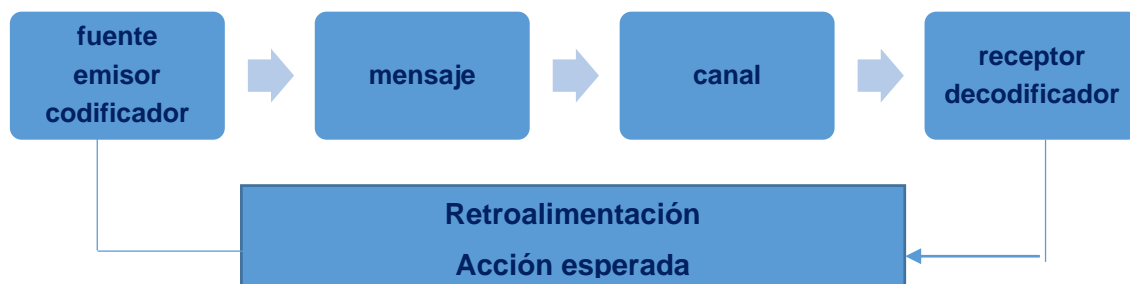 fuente
emisor
codificador
mensaje
canal
receptor
decodificador
Retroalimentación
Acción esperada